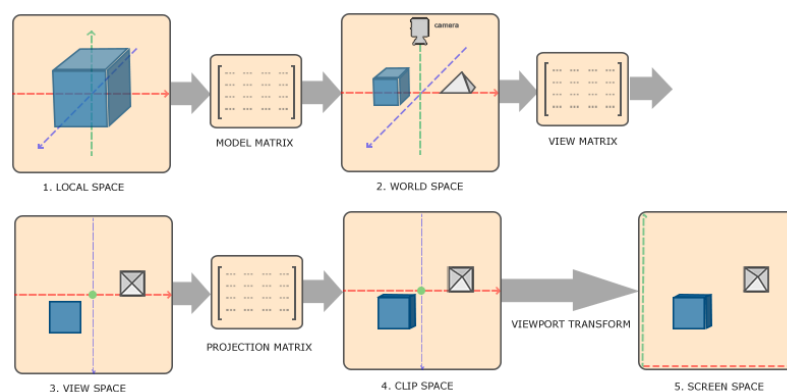 camera
MODEL MATRIX
VIEW MATRIX
1. LOCAL SPACE
2. WORLD SPACE
PROJECTION MATRIX
VIEWPORT TRANSFORM
3. VIEW SPACE
4. CLIP SPACE
5. SCREEN SPACE